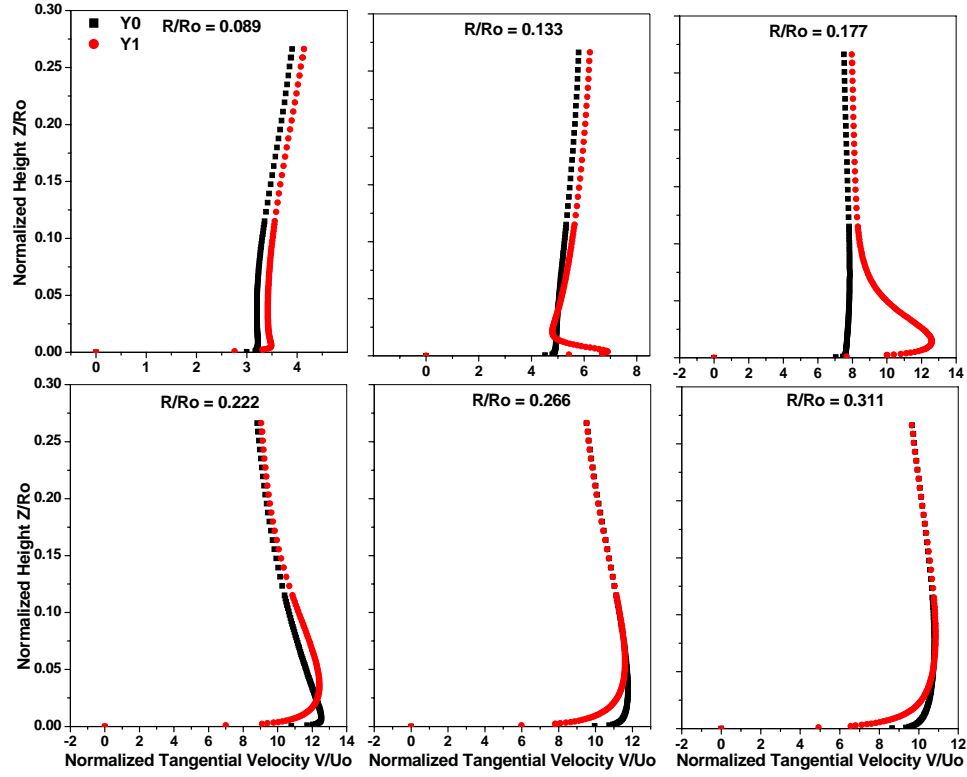 Y0
Y1
R/Ro = 0.089
R/Ro = 0.133
R/Ro = 0.177
0.30
0.25
0.20
0.15
0.10
0.05
0.00
Normalized Height Z/Ro
0 1 2 3 4
-2 0 2 4 6 8
-2 0 2 4 6 8 10 12 14
R/Ro = 0.222
R/Ro = 0.266
R/Ro = 0.311
0.30
0.25
0.20
0.15
0.10
0.05
0.00
Normalized Height Z/Ro
-2 0 2 4 6 8 10 12 14
-2 0 2 4 6 8 10 12
-2 0 2 4 6 8 10 12
Normalized Tangential Velocity V/Uo
Normalized Tangential Velocity V/Uo
Normalized Tangential Velocity V/Uo